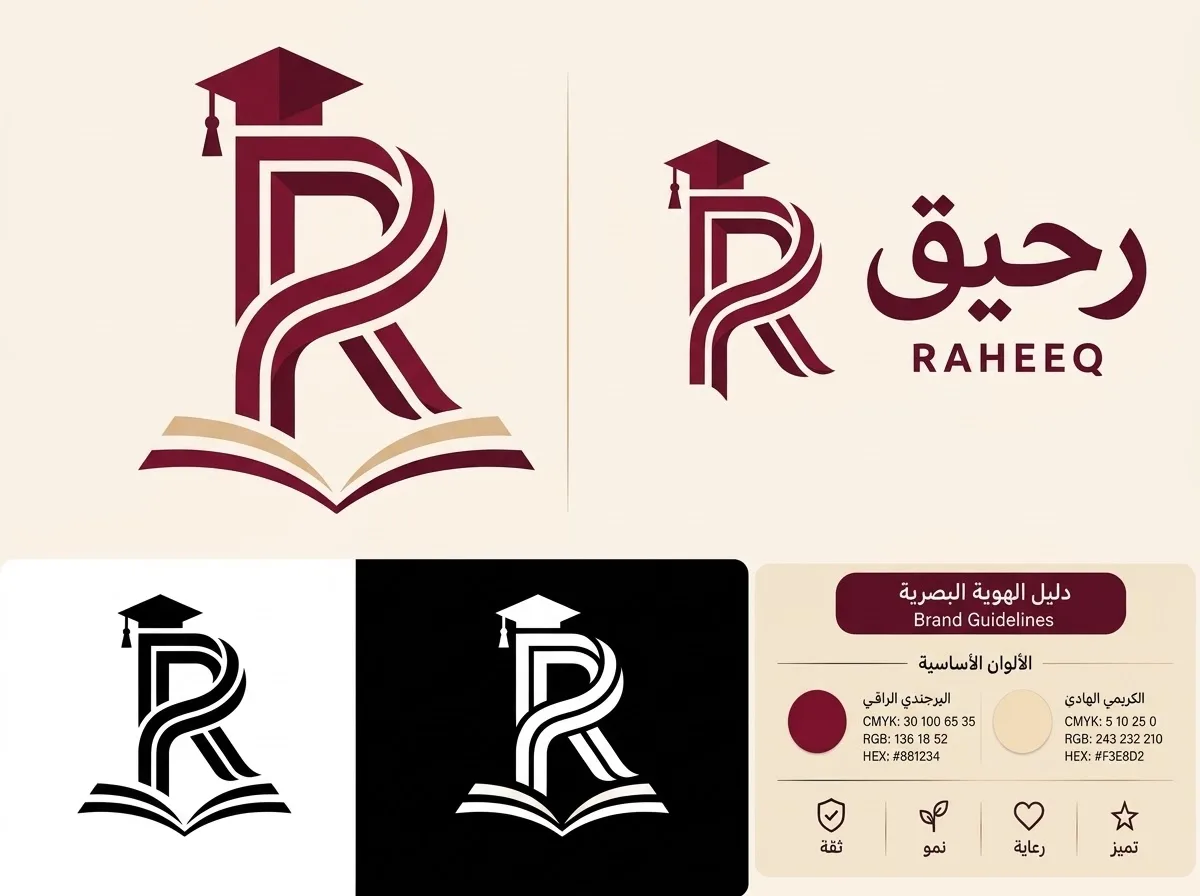 رحيق
RAHEEQ
دليل الهوية البصرية
Brand Guidelines
الألوان الأساسية
البرجندي الراقي
CMYK: 30 100 65 35
RGB: 136 18 52
HEX: #881234
الكريمي الهادئ
CMYK: 5 10 25 0
RGB: 243 232 210
HEX: #F3E8D2
ثقة
نمو
رعاية
تميز